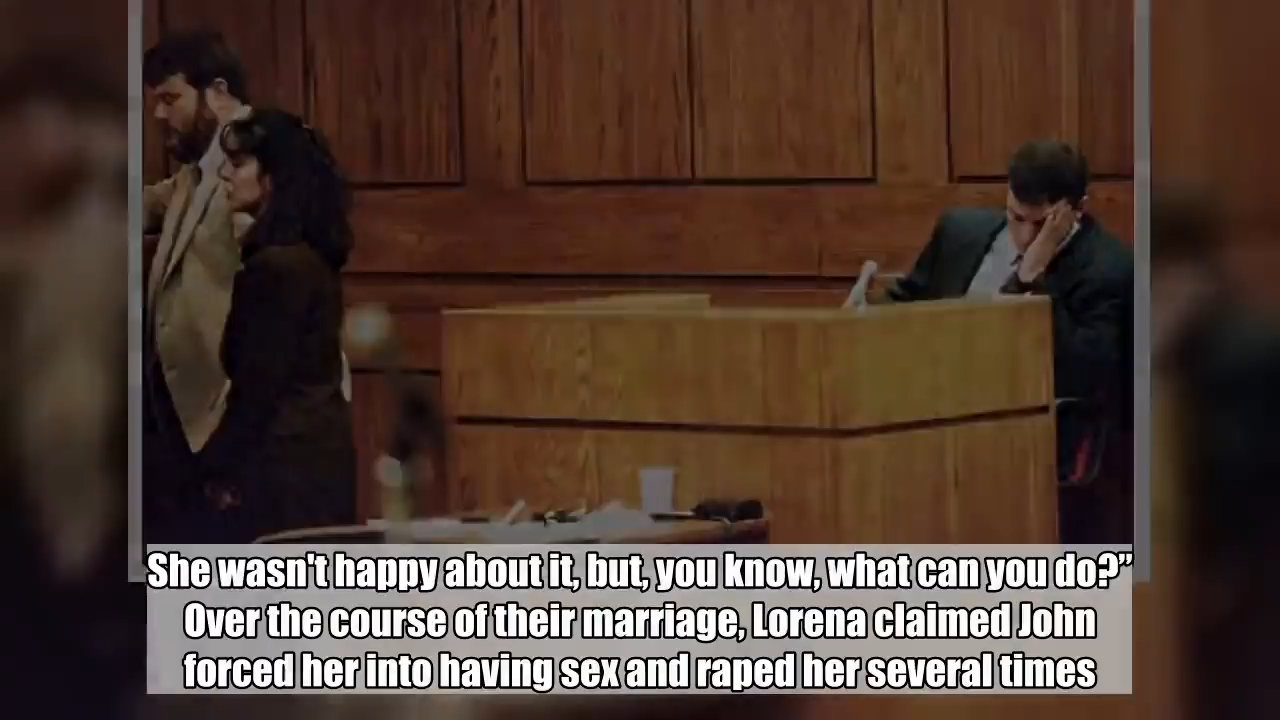 She wasn't happy about it, but, you know, what can you do?”
Over the course of their marriage, Lorena claimed John
forced her into having sex and raped her several times